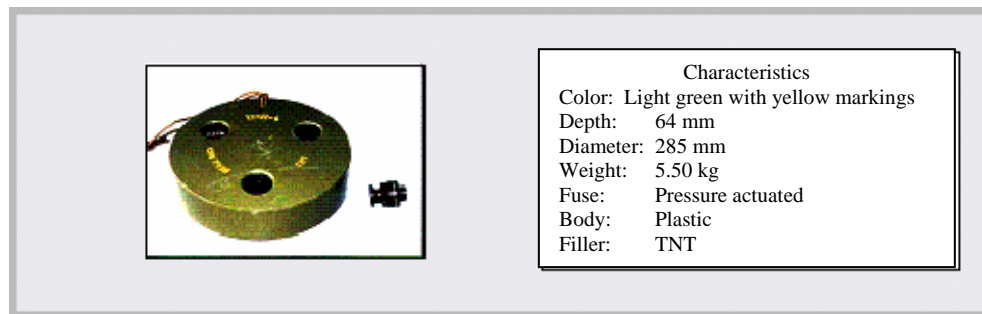 Characteristics
Color: Light green with yellow markings
Depth: 64 mm
Diameter: 285 mm
Weight: 5.50 kg
Fuse: Pressure actuated
Body: Plastic
Filler: TNT